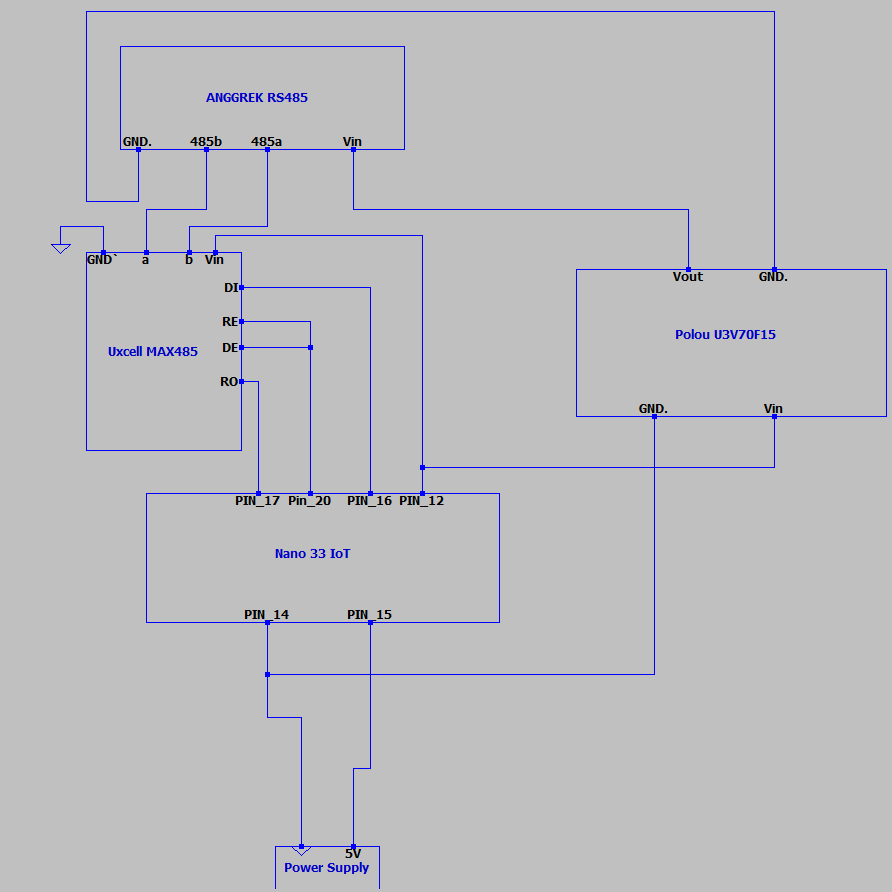 ANGGREK RS485
GND. 485b 485a Vin
GND` a b Vin
Vout GND.
DI
RE
Polou U3V70F15
DE
Uxcell MAX485
RO
GND. Vin
PIN_17 Pin_20 PIN_16 PIN_12
Nano 33 IoT
PIN_14 PIN_15
5V
Power Supply